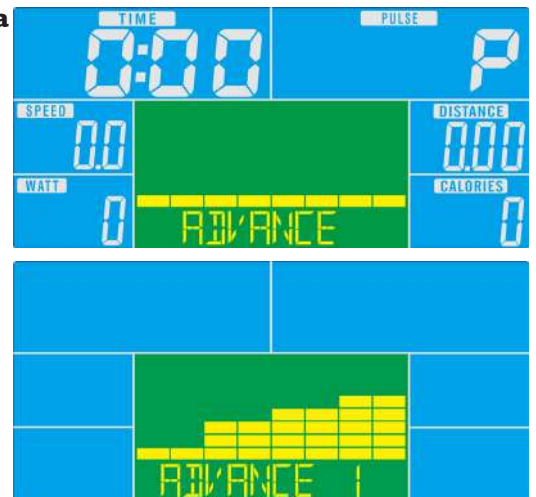 a
TIME PULSE
0:00 P
SPEED DISTANCE
0.0 0.00
WATT CALORIES
0 0
ADVANCE
ADVANCE 1